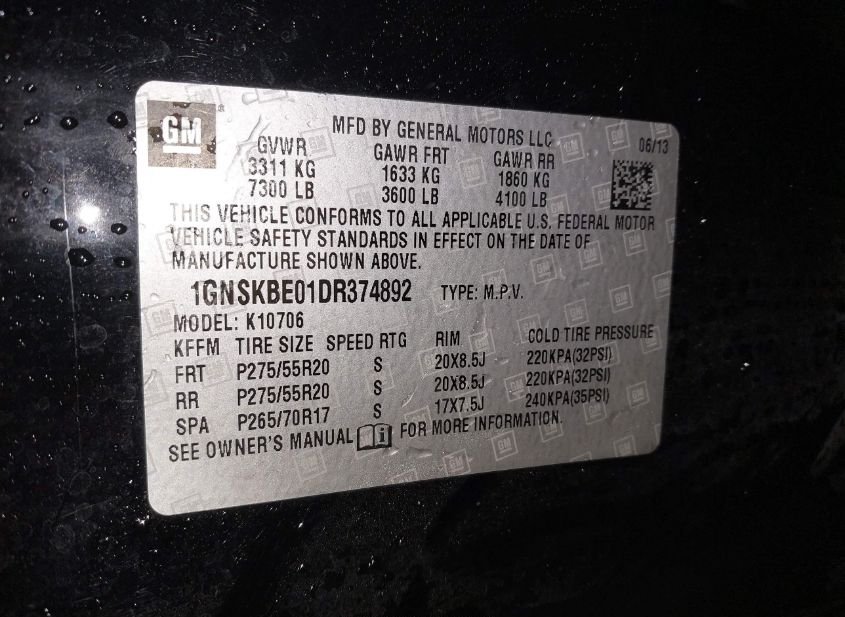 GM
MFD BY GENERAL MOTORS LLC 06/13
GVWR GAWR FRT GAWR RR
3311 KG 1633 KG 1860 KG
7300 LB 3600 LB 4100 LB
THIS VEHICLE CONFORMS TO ALL APPLICABLE U.S. FEDERAL MOTOR
VEHICLE SAFETY STANDARDS IN EFFECT ON THE DATE OF
MANUFACTURE SHOWN ABOVE.
1GNSKBE01DR374892 TYPE: M.P.V.
MODEL: K10706
KFFM TIRE SIZE SPEED RTG RIM COLD TIRE PRESSURE
FRT P275/55R20 S 20X8.5J 220KPA(32PSI)
RR P275/55R20 S 20X8.5J 220KPA(32PSI)
SPA P265/70R17 S 17X7.5J 240KPA(35PSI)
SEE OWNER'S MANUAL FOR MORE INFORMATION.